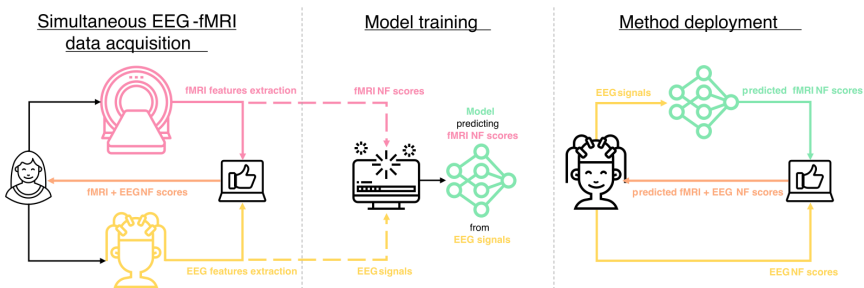 Simultaneous EEG-fMRI
data acquisition
fMRI features extraction
fMRI + EEG NF scores
EEG features extraction
Model training
fMRI NF scores
Model
predicting
fMRI NF scores
from
EEG signals
EEG signals
Method deployment
EEG signals
predicted fMRI NF scores
predicted fMRI + EEG NF scores
EEG NF scores